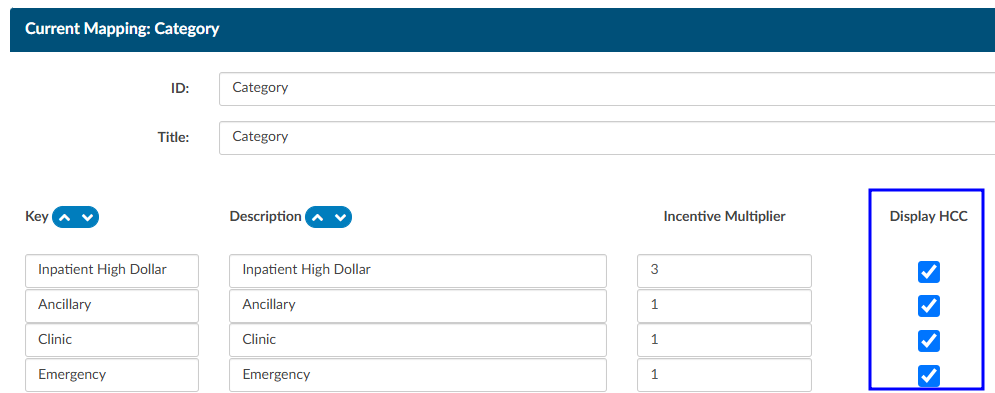 Current Mapping: Category
ID: Category
Title: Category
Key Description Incentive Multiplier Display HCC
Inpatient High Dollar Inpatient High Dollar 3
Ancillary Ancillary 1
Clinic Clinic 1
Emergency Emergency 1